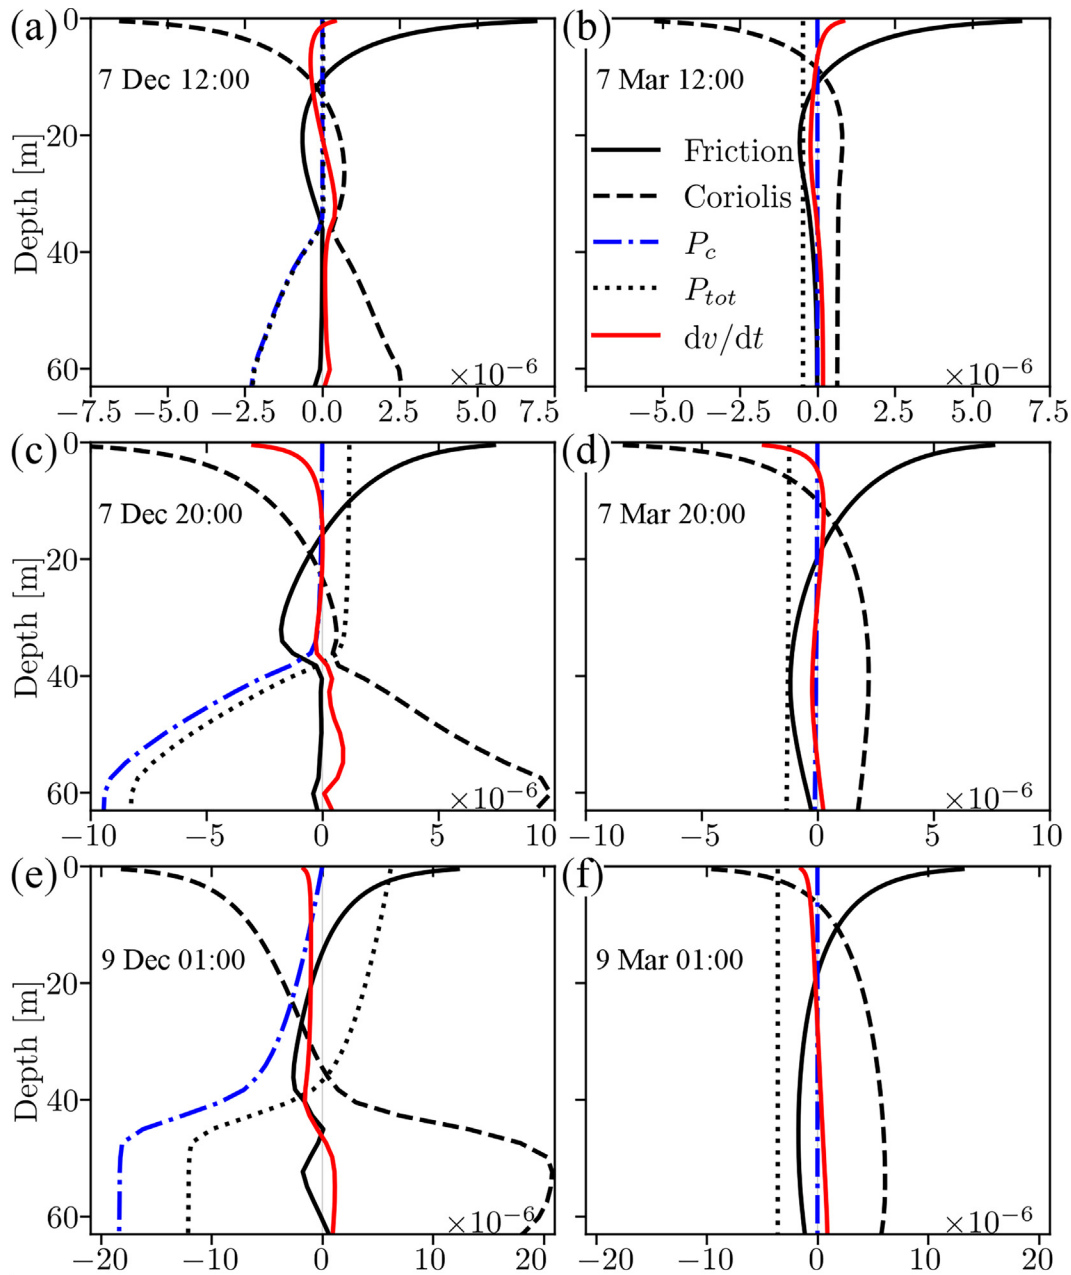 (a)
7 Dec 12:00
Depth [m]
0
20
40
60
×10⁻⁶
−7.5 −5.0 −2.5 0.0 2.5 5.0 7.5
(b)
7 Mar 12:00
Friction
Coriolis
P_c
P_tot
dv/dt
×10⁻⁶
−5.0 −2.5 0.0 2.5 5.0 7.5
(c)
7 Dec 20:00
Depth [m]
0
20
40
60
×10⁻⁶
−10 −5 0 5 10
(d)
7 Mar 20:00
×10⁻⁶
−10 −5 0 5 10
(e)
9 Dec 01:00
Depth [m]
0
20
40
60
×10⁻⁶
−20 −10 0 10 20
(f)
9 Mar 01:00
×10⁻⁶
−20 −10 0 10 20